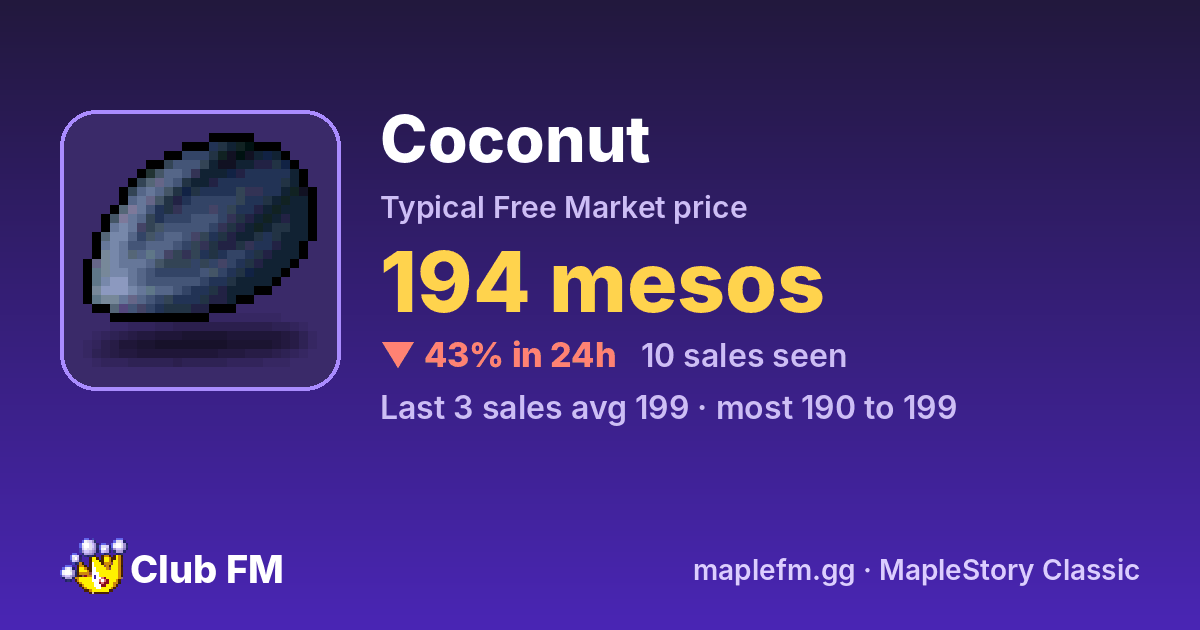 Coconut
Typical Free Market price
194 mesos
▼ 43% in 24h 10 sales seen
Last 3 sales avg 199 · most 190 to 199
Club FM
maplefm.gg · MapleStory Classic